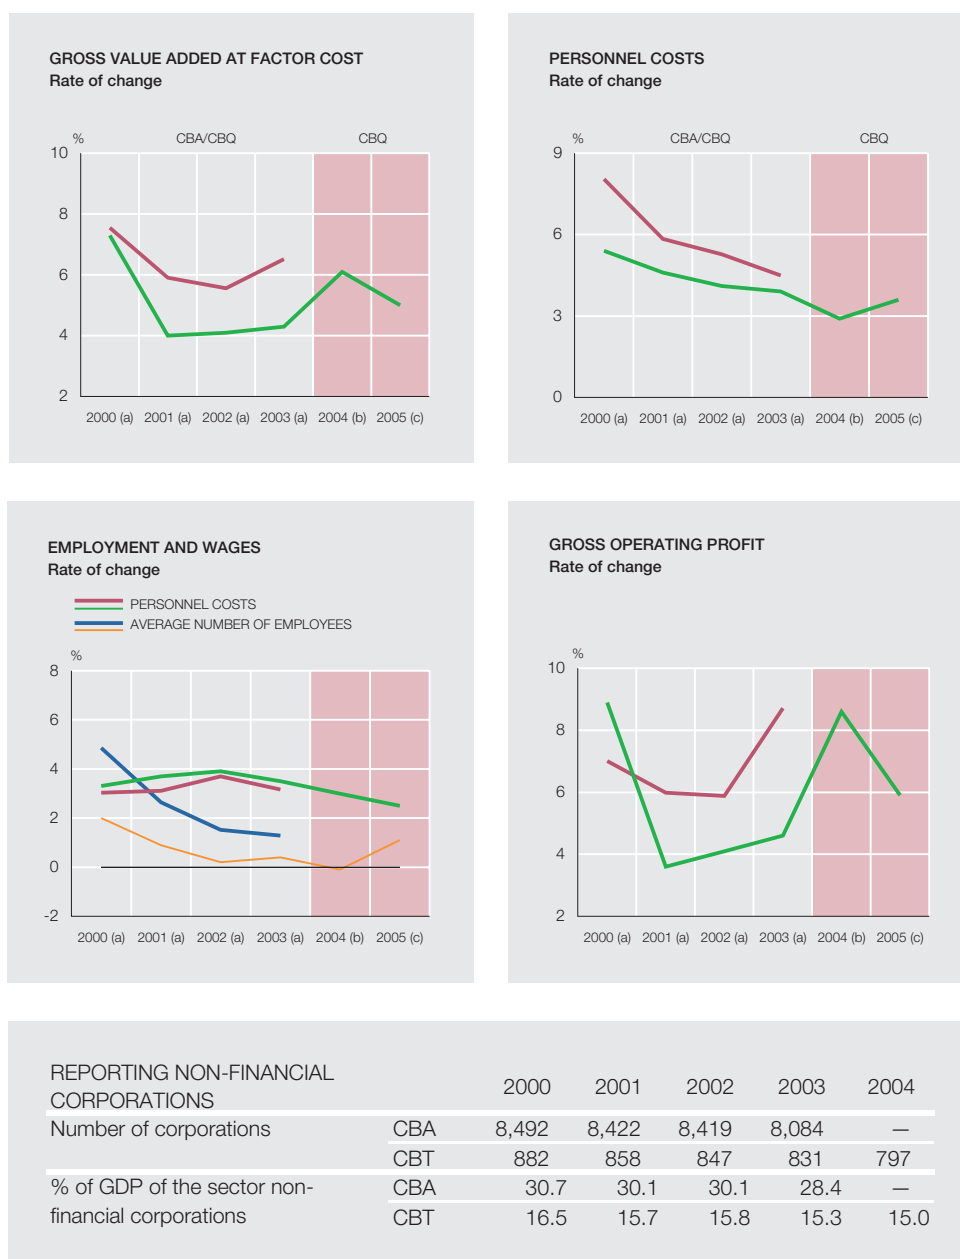 GROSS VALUE ADDED AT FACTOR COST
Rate of change
% CBA/CBQ CBQ
10
8
6
4
2
2000 (a) 2001 (a) 2002 (a) 2003 (a) 2004 (b) 2005 (c)
PERSONNEL COSTS
Rate of change
% CBA/CBQ CBQ
9
6
3
0
2000 (a) 2001 (a) 2002 (a) 2003 (a) 2004 (b) 2005 (c)
EMPLOYMENT AND WAGES
Rate of change
PERSONNEL COSTS
AVERAGE NUMBER OF EMPLOYEES
%
8
6
4
2
0
-2
2000 (a) 2001 (a) 2002 (a) 2003 (a) 2004 (b) 2005 (c)
GROSS OPERATING PROFIT
Rate of change
%
10
8
6
4
2
2000 (a) 2001 (a) 2002 (a) 2003 (a) 2004 (b) 2005 (c)
REPORTING NON-FINANCIAL
CORPORATIONS 2000 2001 2002 2003 2004
Number of corporations CBA 8,492 8,422 8,419 8,084 —
CBT 882 858 847 831 797
% of GDP of the sector non- CBA 30.7 30.1 30.1 28.4 —
financial corporations CBT 16.5 15.7 15.8 15.3 15.0